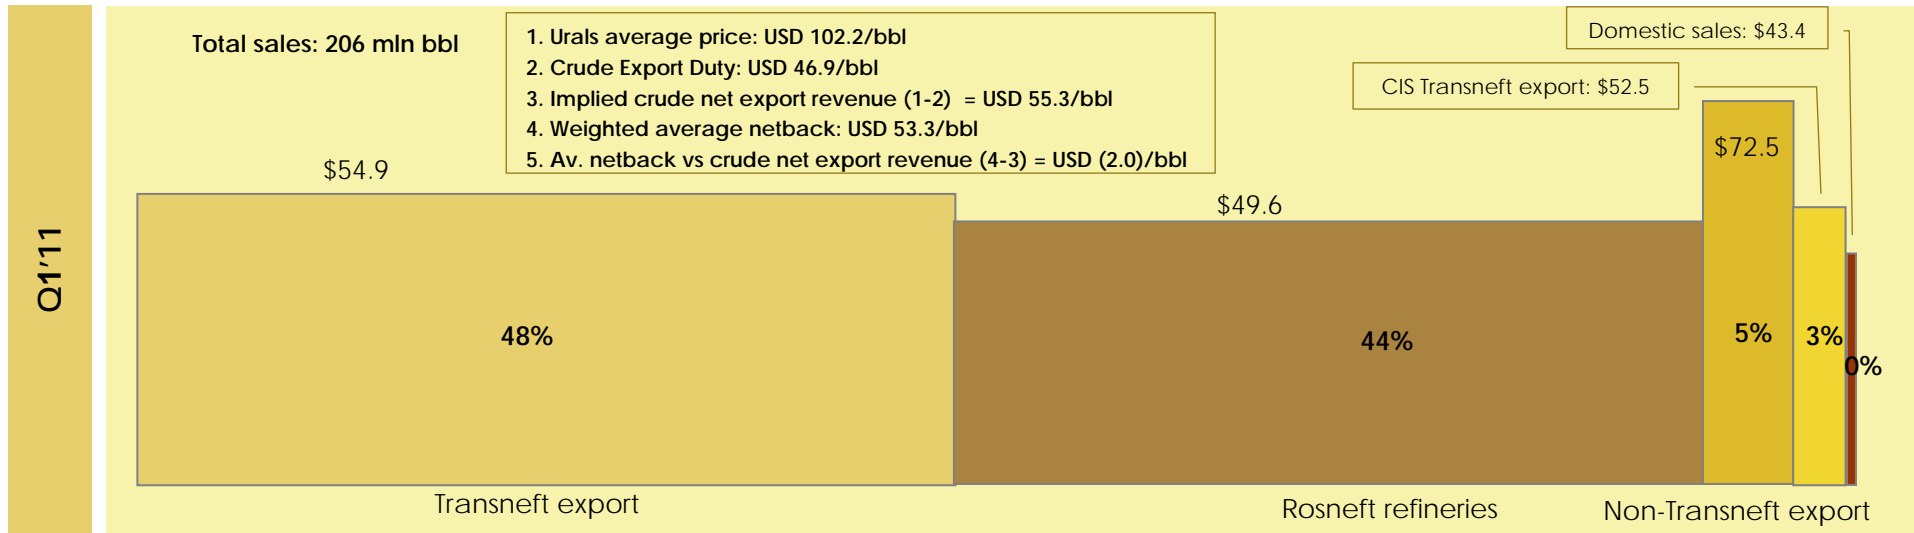 Q1'11
Total sales: 206 mln bbl
1. Urals average price: USD 102.2/bbl
2. Crude Export Duty: USD 46.9/bbl
3. Implied crude net export revenue (1-2) = USD 55.3/bbl
4. Weighted average netback: USD 53.3/bbl
5. Av. netback vs crude net export revenue (4-3) = USD (2.0)/bbl
Domestic sales: $43.4
CIS Transneft export: $52.5
$54.9
$49.6
$72.5
48%
44%
5%
3%
0%
Transneft export
Rosneft refineries
Non-Transneft export